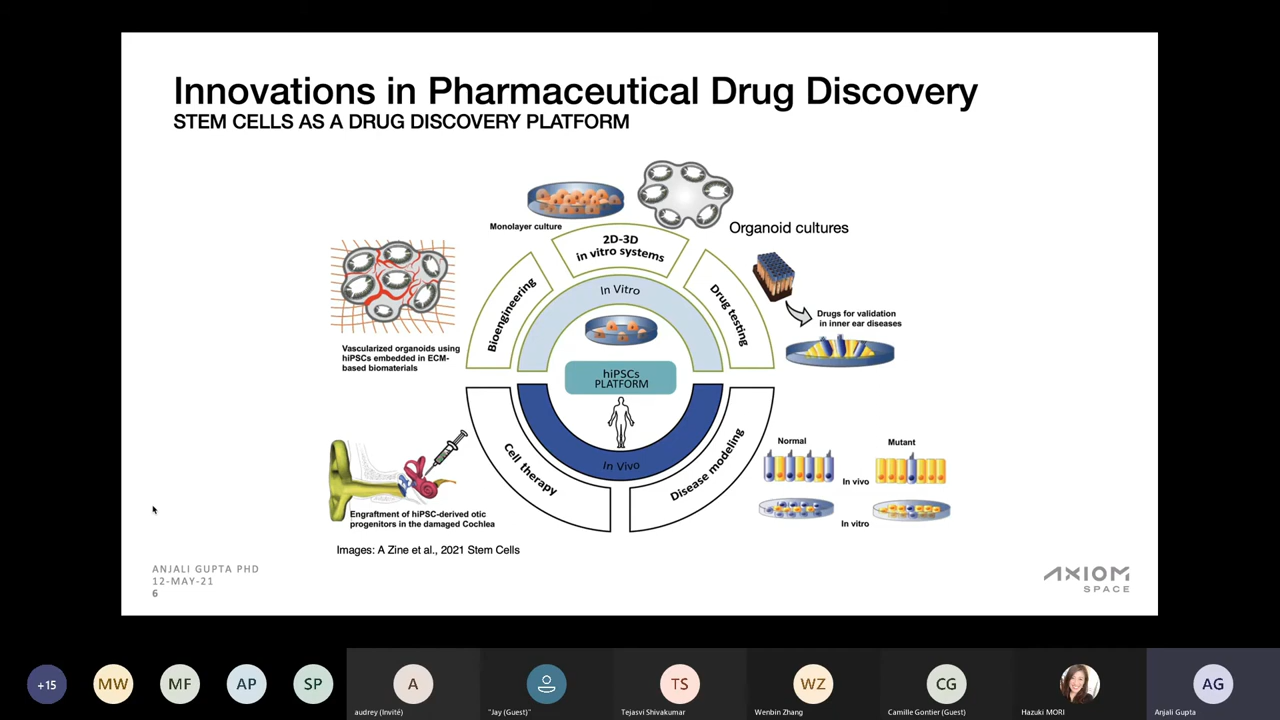 Innovations in Pharmaceutical Drug Discovery
STEM CELLS AS A DRUG DISCOVERY PLATFORM
Monolayer culture
Organoid cultures
2D-3D
in vitro systems
Bioengineering
Drug testing
In Vitro
Drugs for validation
in inner ear diseases
Vascularized organoids using
hiPSCs embedded in ECM-
based biomaterials
hiPSCs
PLATFORM
In Vivo
Cell therapy
Disease modeling
Normal
Mutant
In vivo
In vitro
Engraftment of hiPSC-derived otic
progenitors in the damaged Cochlea
Images: A Zine et al., 2021 Stem Cells
ANJALI GUPTA PHD
12-MAY-21
6
AXIOM
SPACE
+15
MW
MF
AP
SP
A
TS
WZ
CG
AG
audrey (Invité)
"Jay (Guest)"
Tejasvi Shivakumar
Wenbin Zhang
Camille Gontier (Guest)
Hazuki MORI
Anjali Gupta